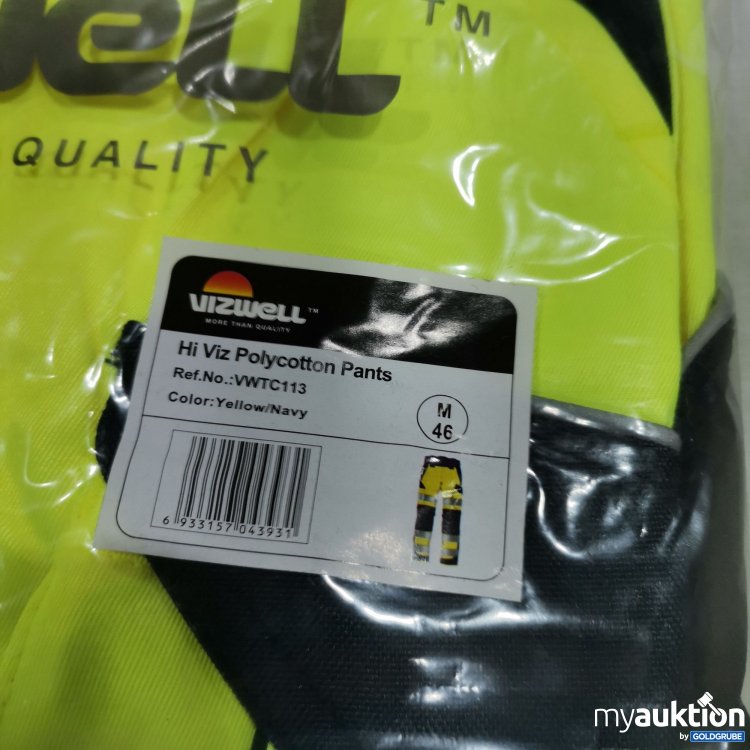 TM
well
QUALITY
VIZWELL TM
MORE THAN QUALITY
Hi Viz Polycotton Pants
Ref.No.:VWTC113
Color:Yellow/Navy
M
46
6 933157 043931
myauktion
by GOLDGRUBE